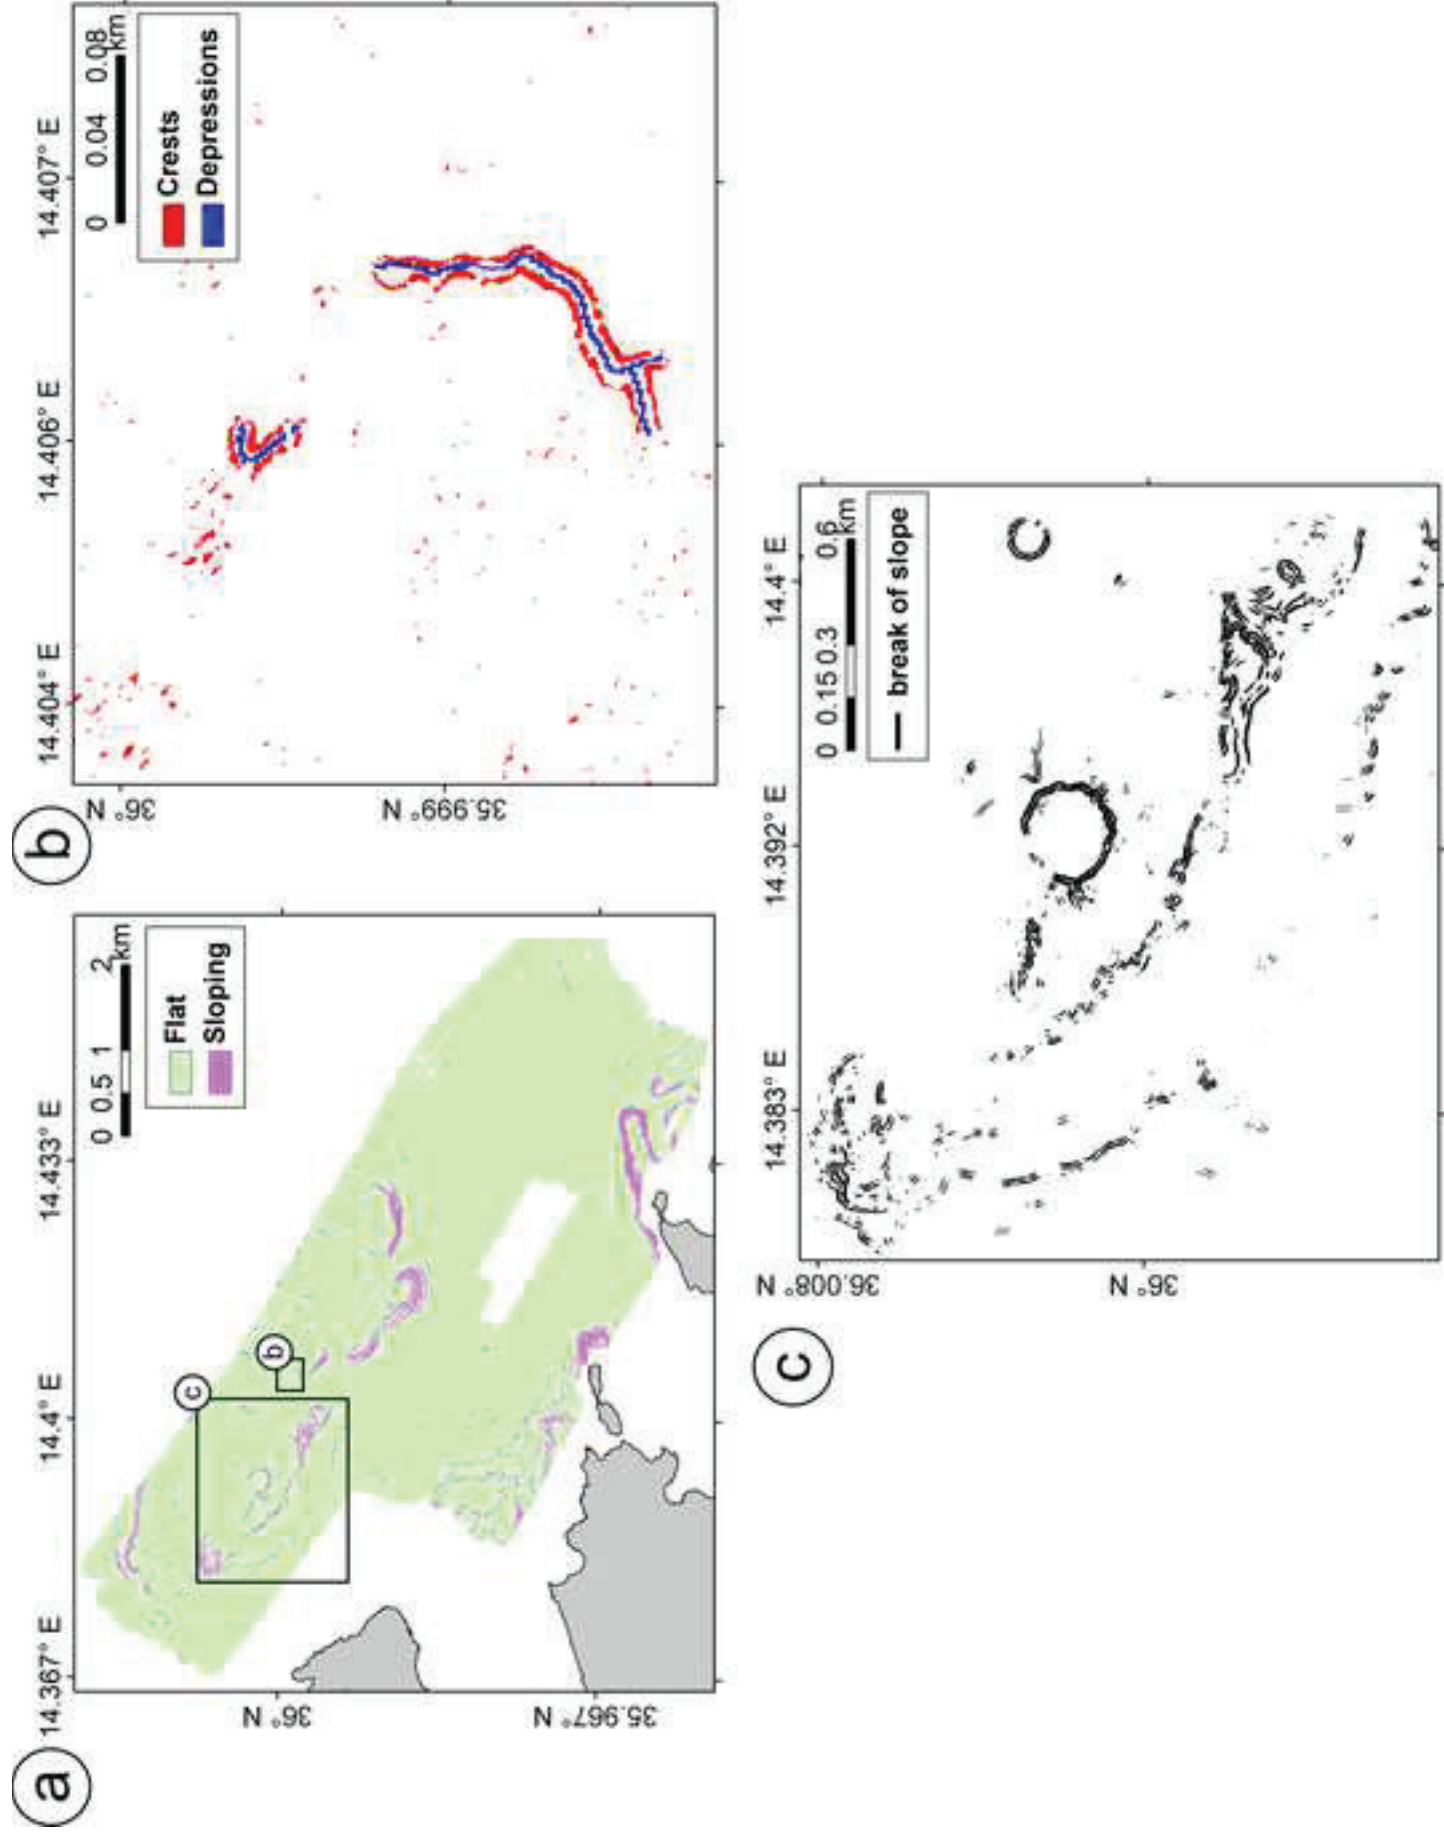 a
14.367° E
14.4° E
14.433° E
0 0.5 1 2
km
Flat
Sloping
36° N
35.967° N
c
b
b
14.404° E
14.406° E
14.407° E
0 0.04 0.08
km
Crests
Depressions
36° N
35.999° N
c
14.383° E
14.392° E
14.4° E
0 0.15 0.3 0.6
km
break of slope
36.008° N
36° N